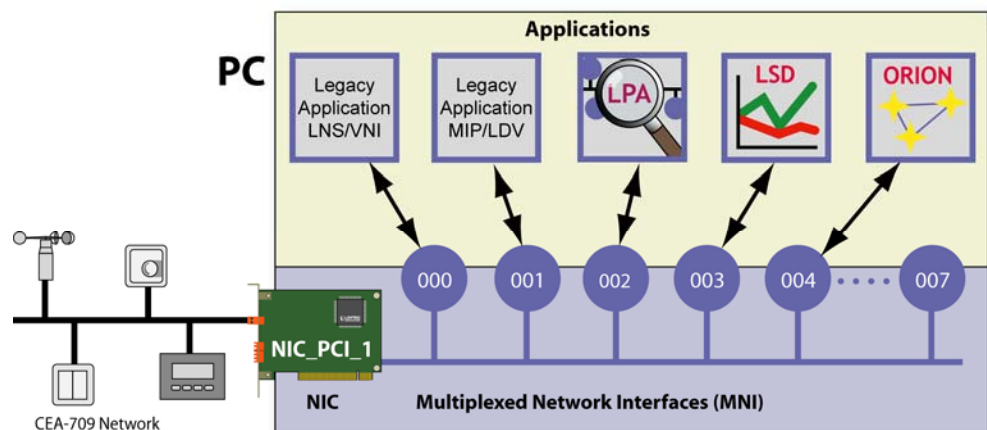 Applications
PC
Legacy
Application
LNS/VNI
Legacy
Application
MIP/LDV
LPA
LSD
ORION
000
001
002
003
004
007
NIC_PCI_1
NIC
Multiplexed Network Interfaces (MNI)
CEA-709 Network